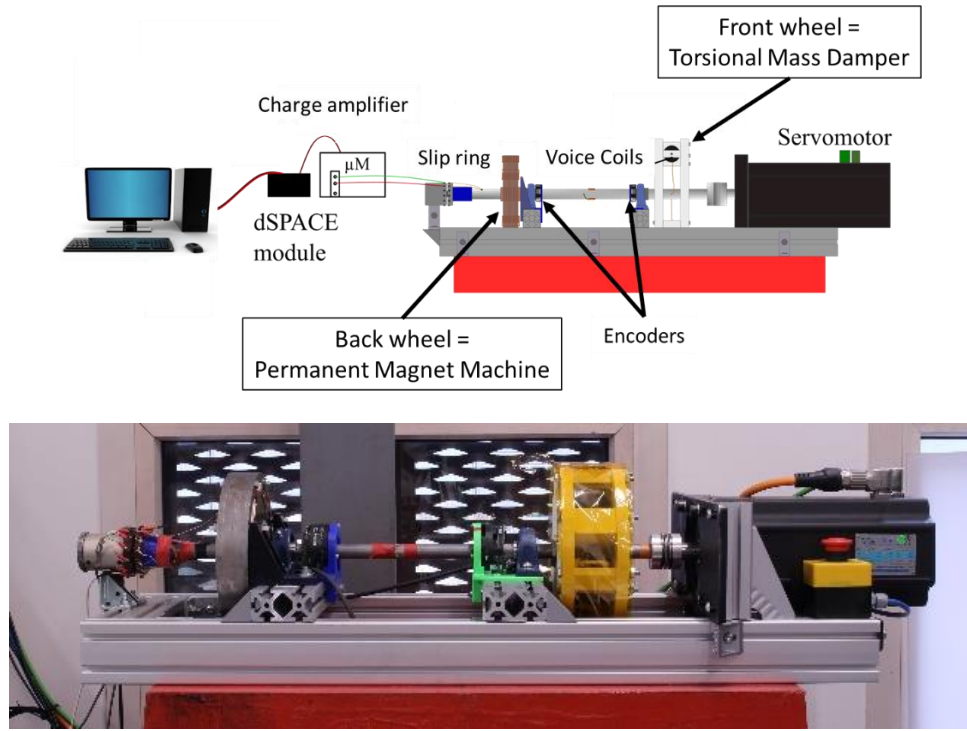 Front wheel =
Torsional Mass Damper
Charge amplifier
µM
Slip ring
Voice Coils
Servomotor
dSPACE
module
Back wheel =
Permanent Magnet Machine
Encoders